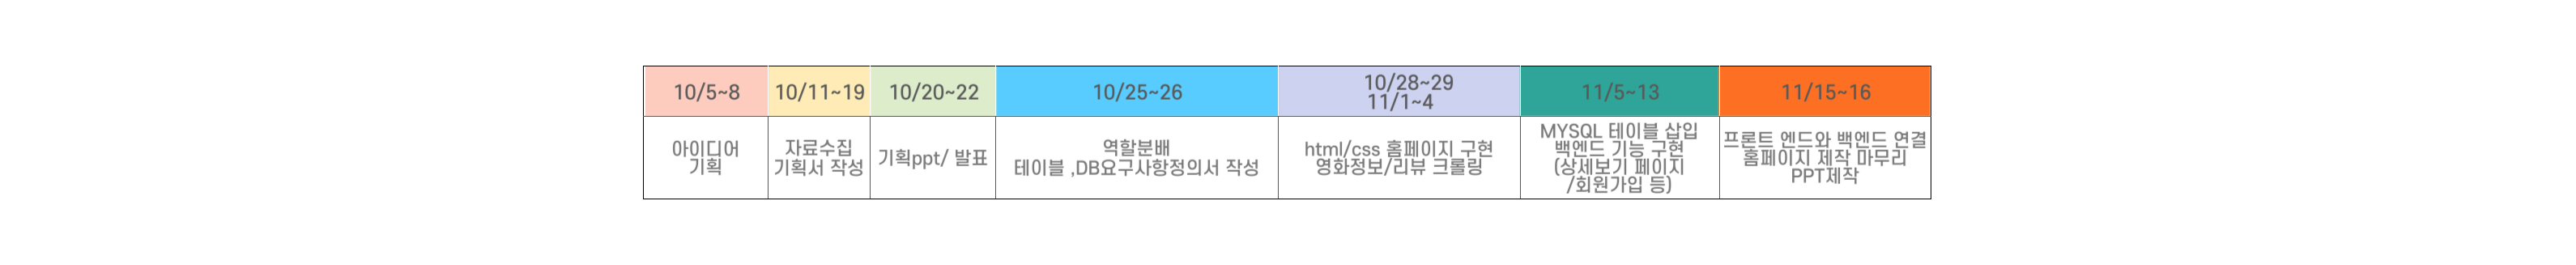 10/5~8
10/11~19
10/20~22
10/25~26
10/28~29
11/1~4
11/5~13
11/15~16
아이디어
기획
자료수집
기획서 작성
기획ppt/ 발표
역할분배
테이블 ,DB요구사항정의서 작성
html/css 홈페이지 구현
영화정보/리뷰 크롤링
MYSQL 테이블 삽입
백엔드 기능 구현
(상세보기 페이지
/회원가입 등)
프론트 엔드와 백엔드 연결
홈페이지 제작 마무리
PPT제작